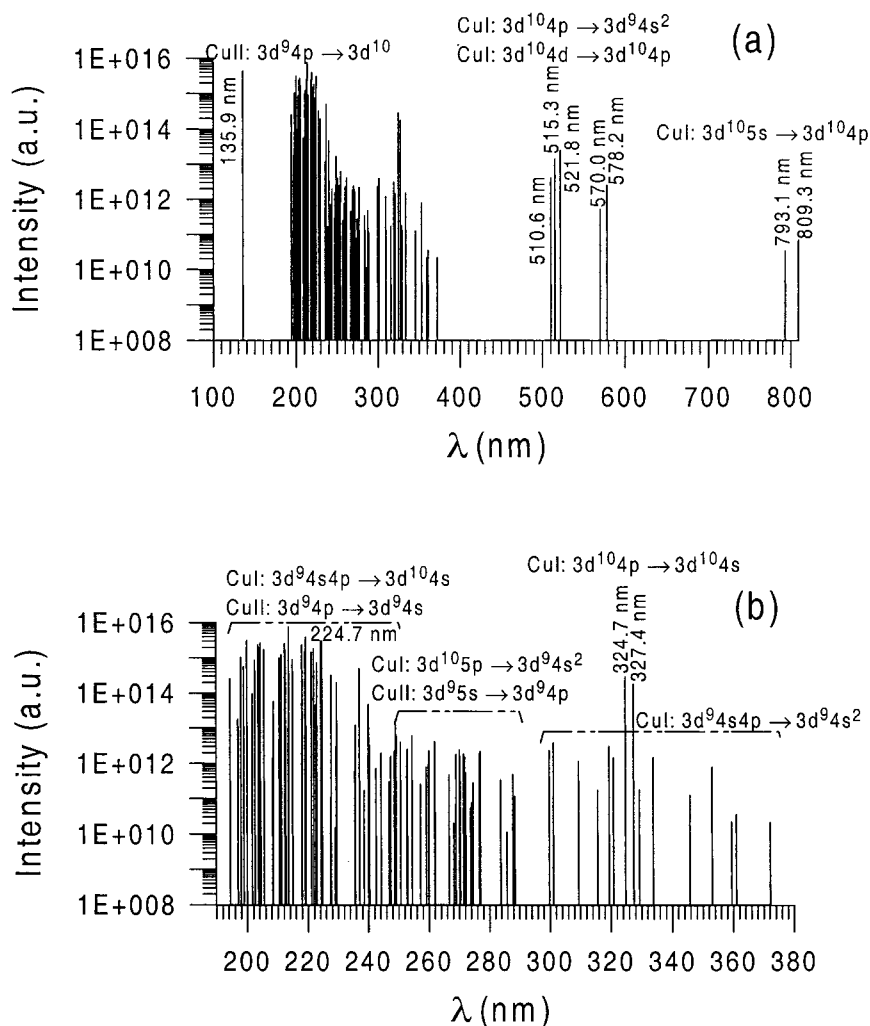 (a)
CuII: 3d⁹4p → 3d¹⁰
CuI: 3d¹⁰4p → 3d⁹4s²
CuI: 3d¹⁰4d → 3d¹⁰4p
CuI: 3d¹⁰5s → 3d¹⁰4p
1E+016
1E+014
1E+012
1E+010
1E+008
Intensity (a.u.)
135.9 nm
510.6 nm
515.3 nm
521.8 nm
570.0 nm
578.2 nm
793.1 nm
809.3 nm
100 200 300 400 500 600 700 800
λ (nm)
(b)
CuI: 3d⁹4s4p → 3d¹⁰4s
CuII: 3d⁹4p → 3d⁹4s
224.7 nm
CuI: 3d¹⁰5p → 3d⁹4s²
CuII: 3d⁹5s → 3d⁹4p
CuI: 3d¹⁰4p → 3d¹⁰4s
324.7 nm
327.4 nm
CuI: 3d⁹4s4p → 3d⁹4s²
1E+016
1E+014
1E+012
1E+010
1E+008
Intensity (a.u.)
200 220 240 260 280 300 320 340 360 380
λ (nm)